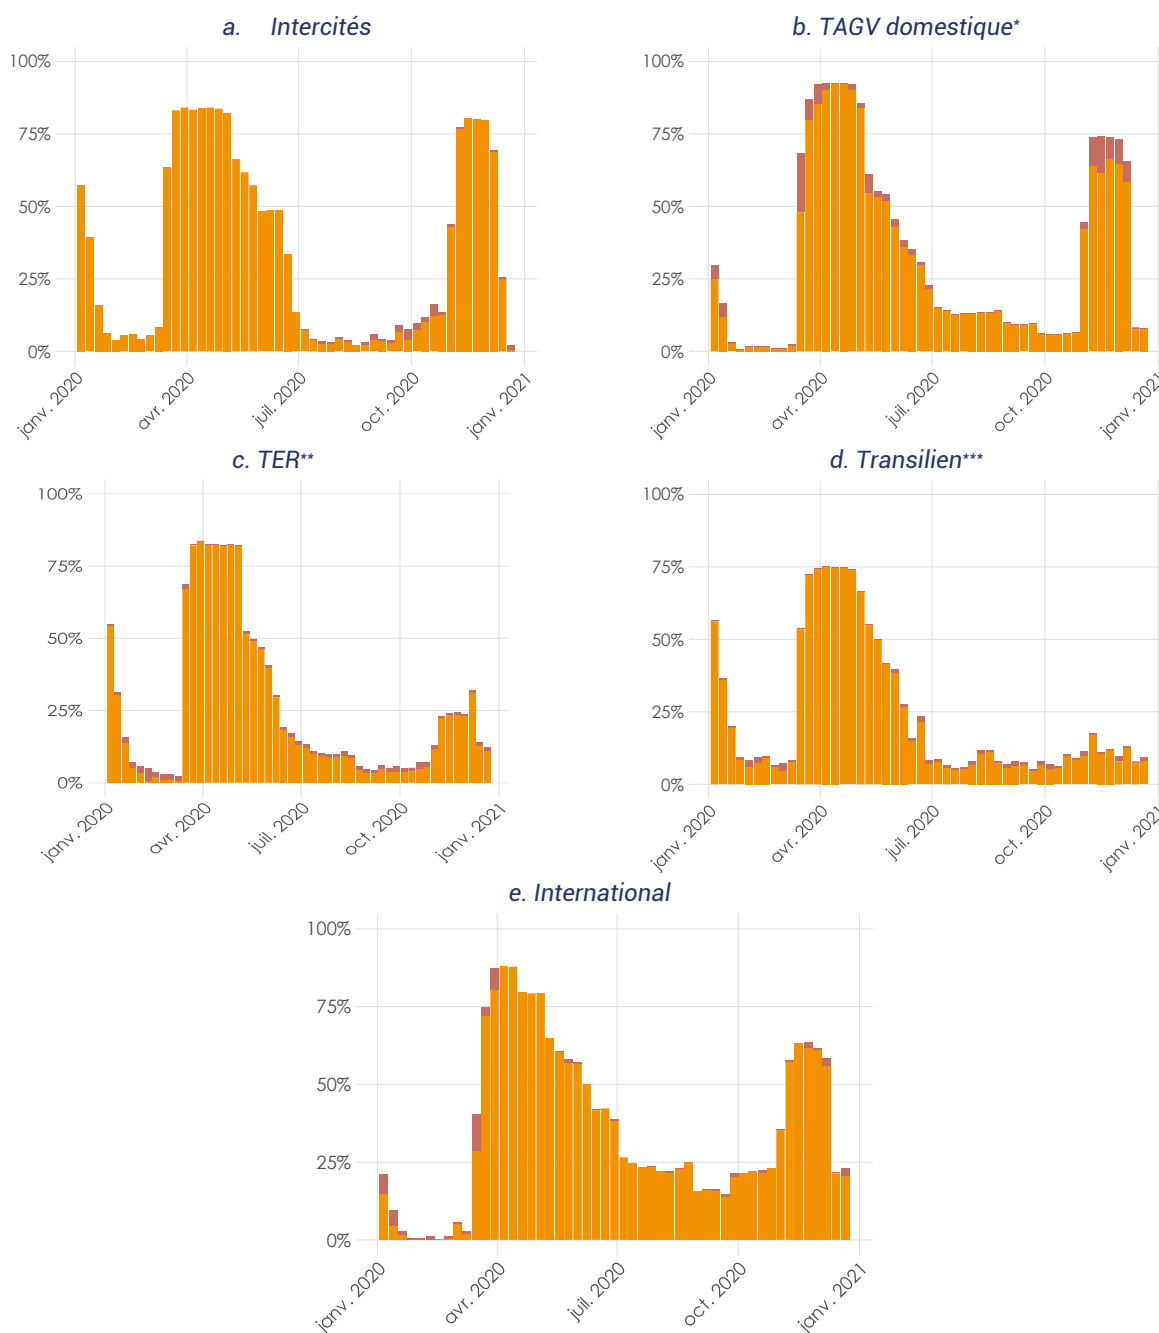 a. Intercités
b. TAGV domestique*
100%
75%
50%
25%
0%
janv. 2020
avr. 2020
juil. 2020
oct. 2020
janv. 2021
100%
75%
50%
25%
0%
janv. 2020
avr. 2020
juil. 2020
oct. 2020
janv. 2021
c. TER**
d. Transilien***
100%
75%
50%
25%
0%
janv. 2020
avr. 2020
juil. 2020
oct. 2020
janv. 2021
100%
75%
50%
25%
0%
janv. 2020
avr. 2020
juil. 2020
oct. 2020
janv. 2021
e. International
100%
75%
50%
25%
0%
janv. 2020
avr. 2020
juil. 2020
oct. 2020
janv. 2021